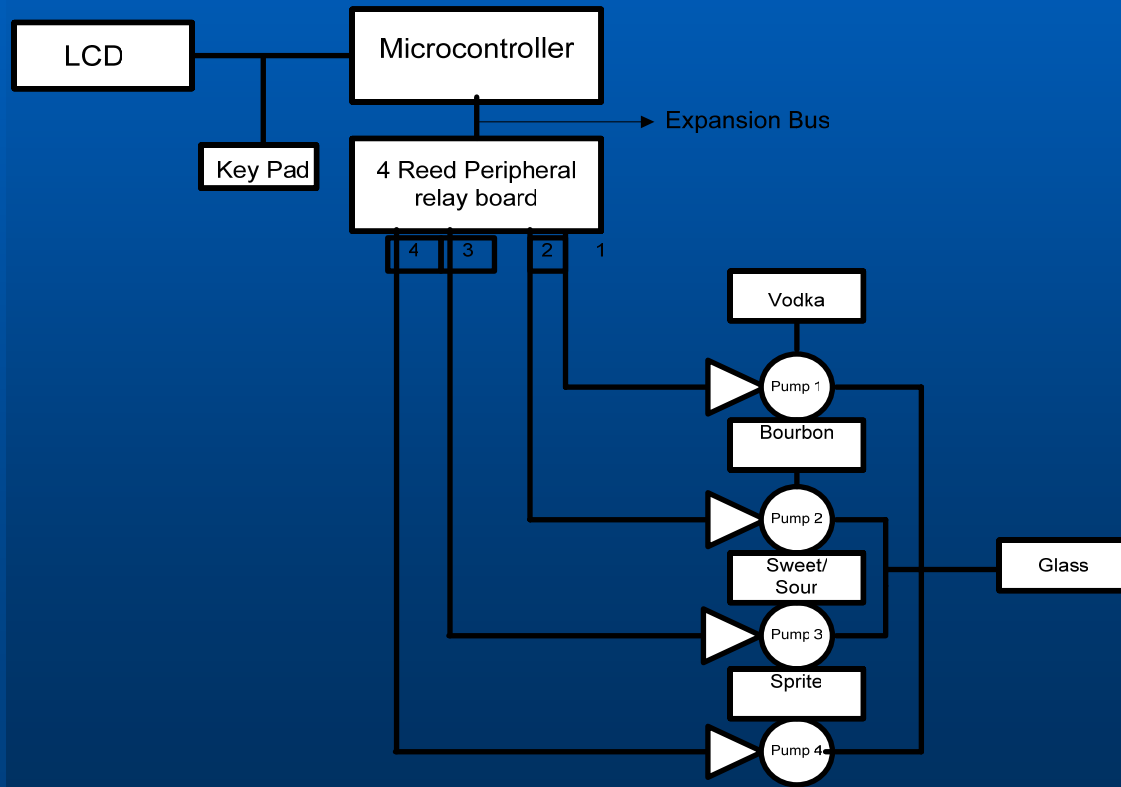 LCD
Microcontroller
Expansion Bus
Key Pad
4 Reed Peripheral
relay board
4
3
2
1
Vodka
Pump 1
Bourbon
Pump 2
Sweet/
Sour
Glass
Pump 3
Sprite
Pump 4